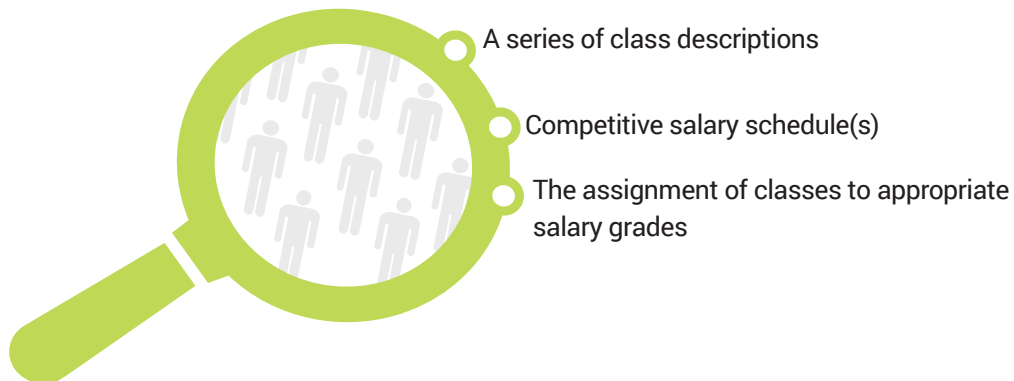 A series of class descriptions
Competitive salary schedule(s)
The assignment of classes to appropriate
salary grades